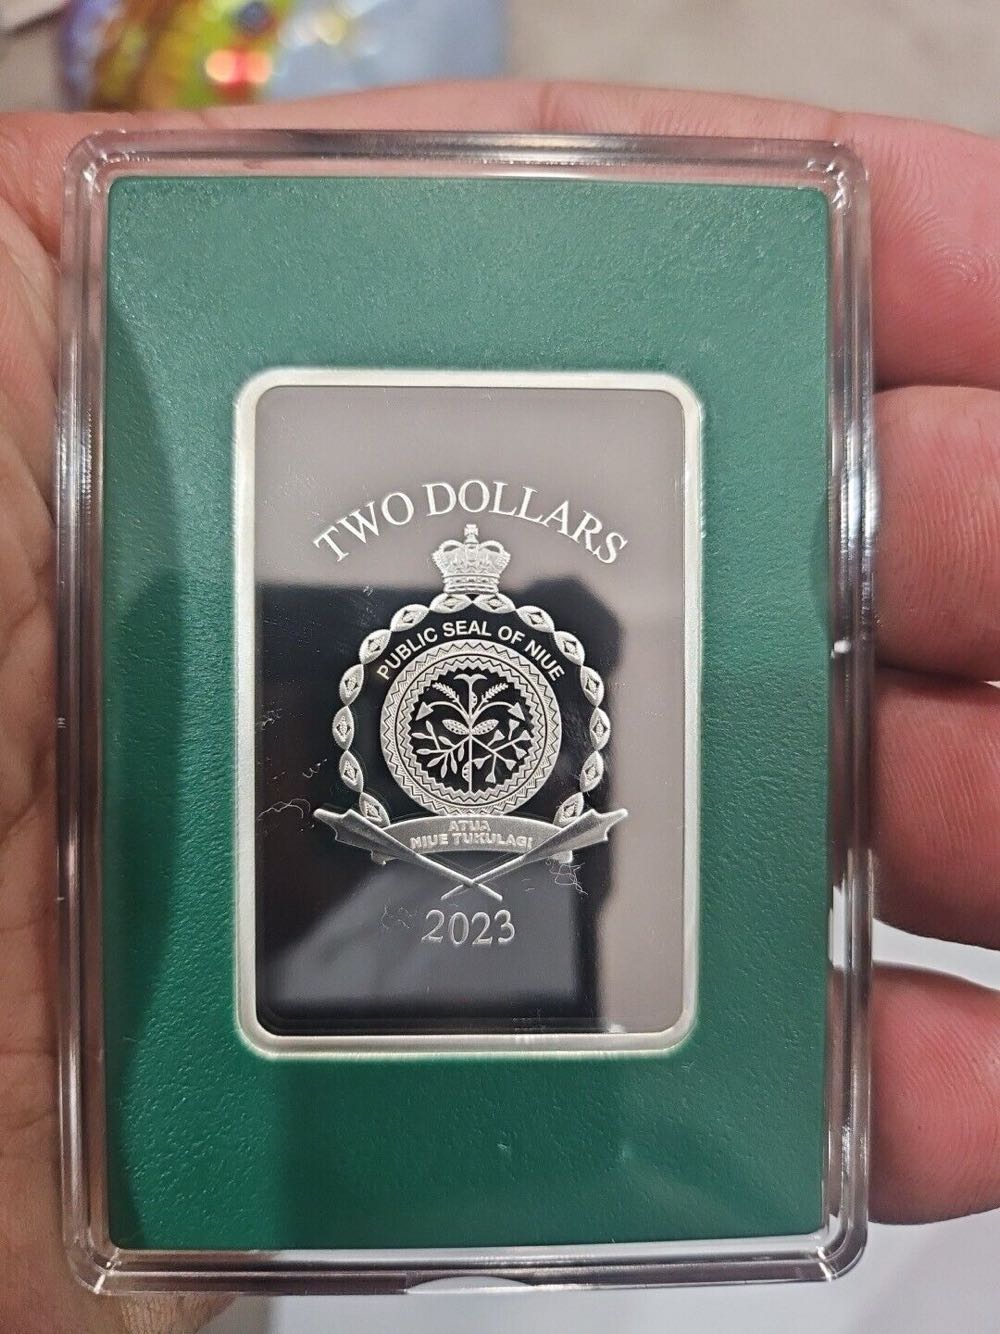 TWO DOLLARS
PUBLIC SEAL OF NIUE
ATUA
NIUE TUKULAGI
2023